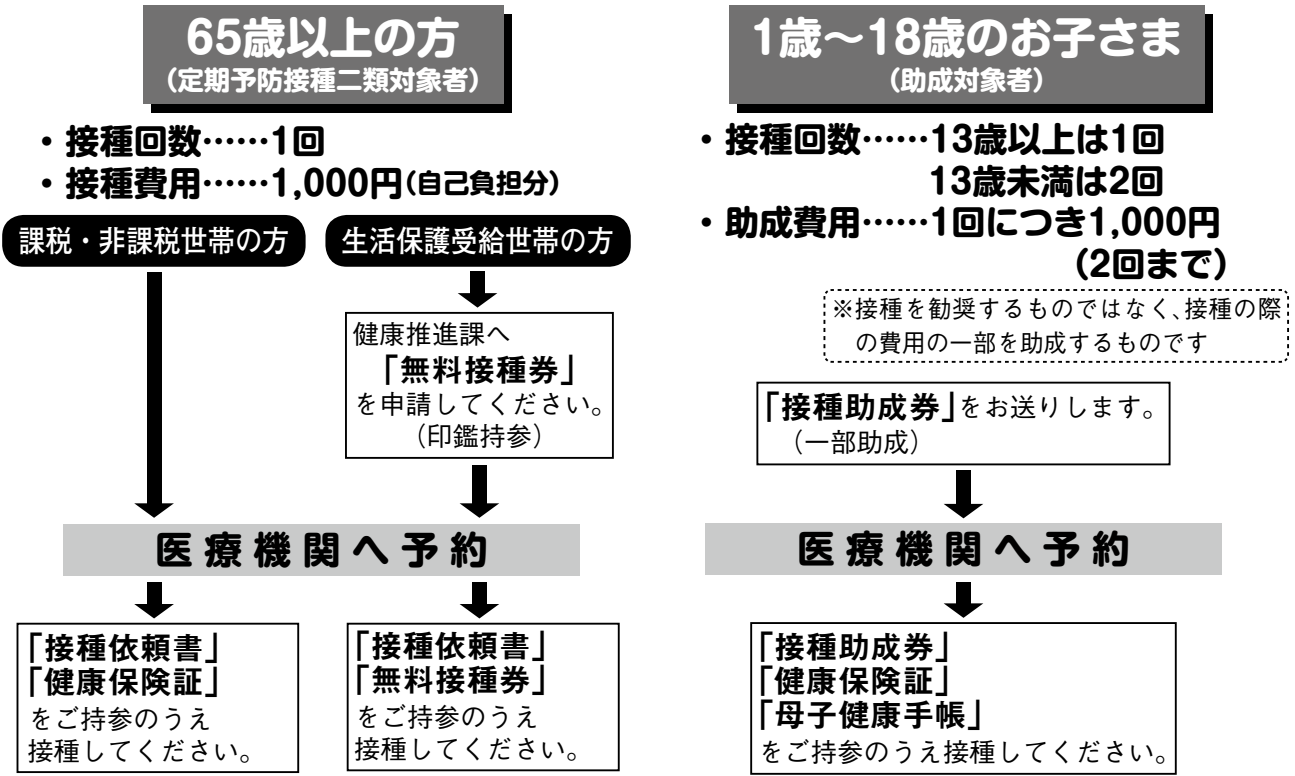 65歳以上の方
(定期予防接種二類対象者)
・接種回数……1回
・接種費用……1,000円(自己負担分)
課税・非課税世帯の方
生活保護受給世帯の方
健康推進課へ
「無料接種券」
を申請してください。
(印鑑持参)
医療機関へ予約
「接種依頼書」
「健康保険証」
をご持参のうえ
接種してください。
「接種依頼書」
「無料接種券」
をご持参のうえ
接種してください。
1歳〜18歳のお子さま
(助成対象者)
・接種回数……13歳以上は1回
13歳未満は2回
・助成費用……1回につき1,000円
(2回まで)
※接種を勧奨するものではなく、接種の際
の費用の一部を助成するものです
「接種助成券」をお送りします。
(一部助成)
医療機関へ予約
「接種助成券」
「健康保険証」
「母子健康手帳」
をご持参のうえ接種してください。